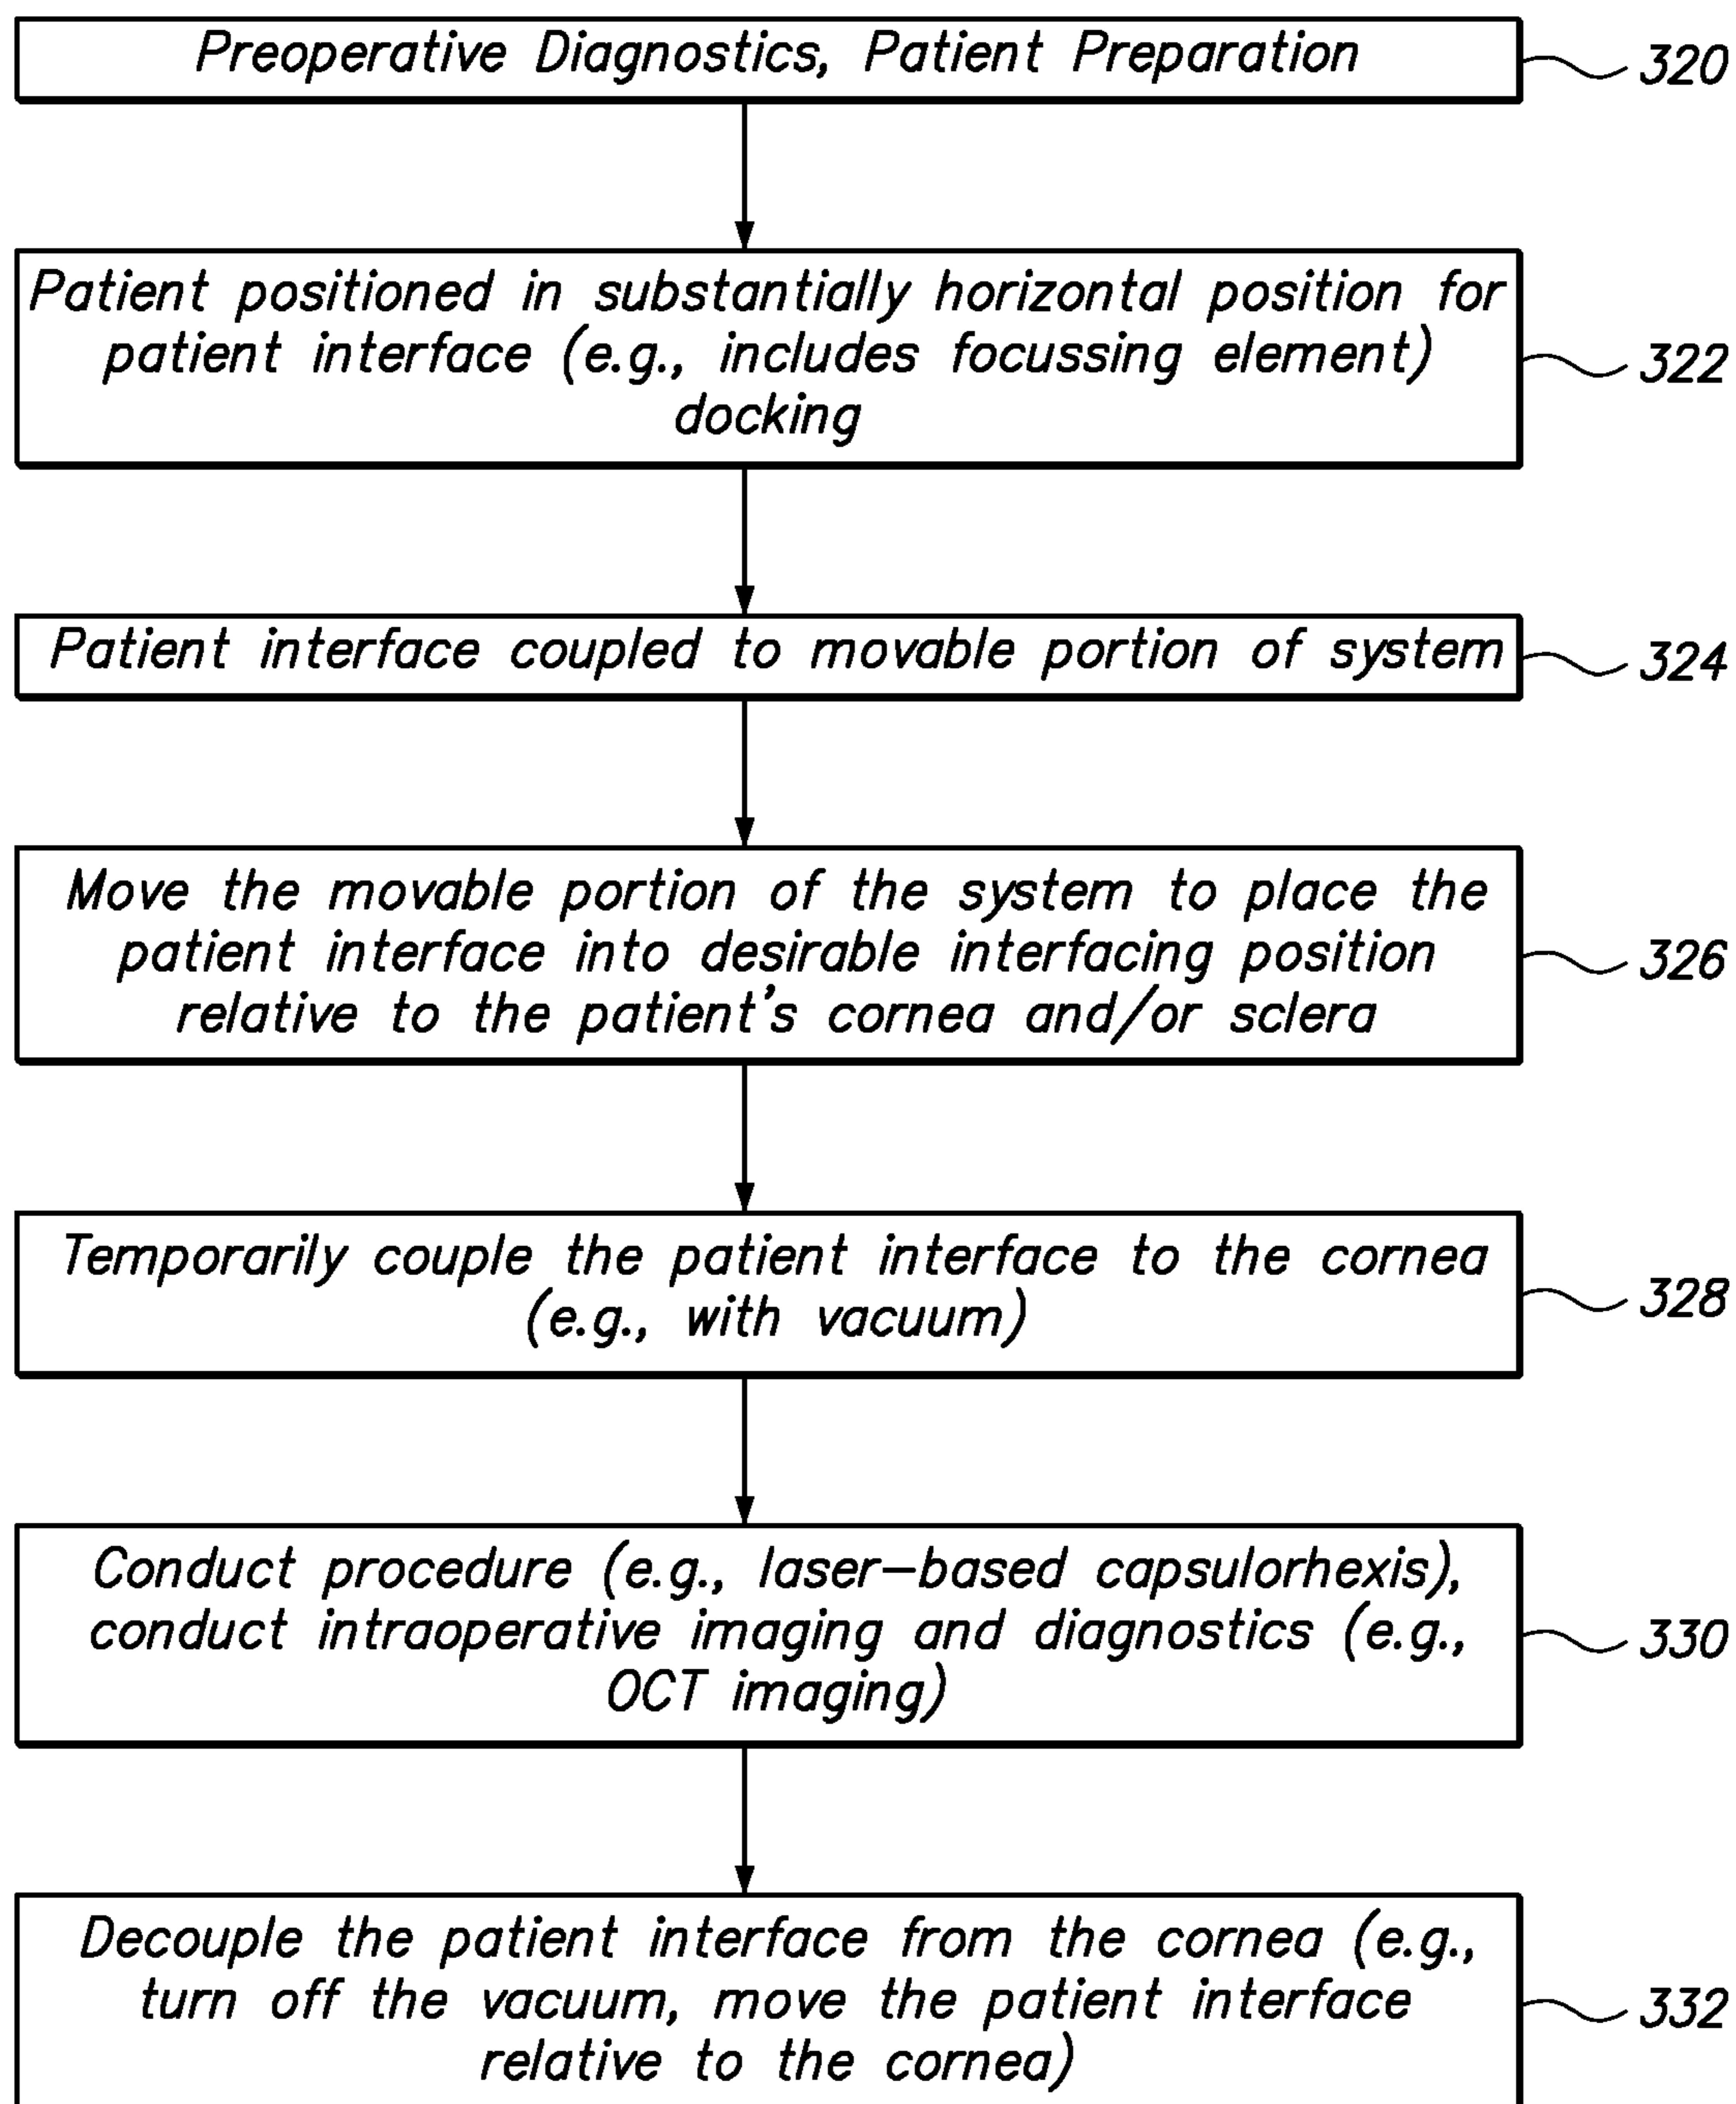 Preoperative Diagnostics, Patient Preparation
320
Patient positioned in substantially horizontal position for
patient interface (e.g., includes focussing element)
docking
322
Patient interface coupled to movable portion of system
324
Move the movable portion of the system to place the
patient interface into desirable interfacing position
relative to the patient's cornea and/or sclera
326
Temporarily couple the patient interface to the cornea
(e.g., with vacuum)
328
Conduct procedure (e.g., laser-based capsulorhexis),
conduct intraoperative imaging and diagnostics (e.g.,
OCT imaging)
330
Decouple the patient interface from the cornea (e.g.,
turn off the vacuum, move the patient interface
relative to the cornea)
332